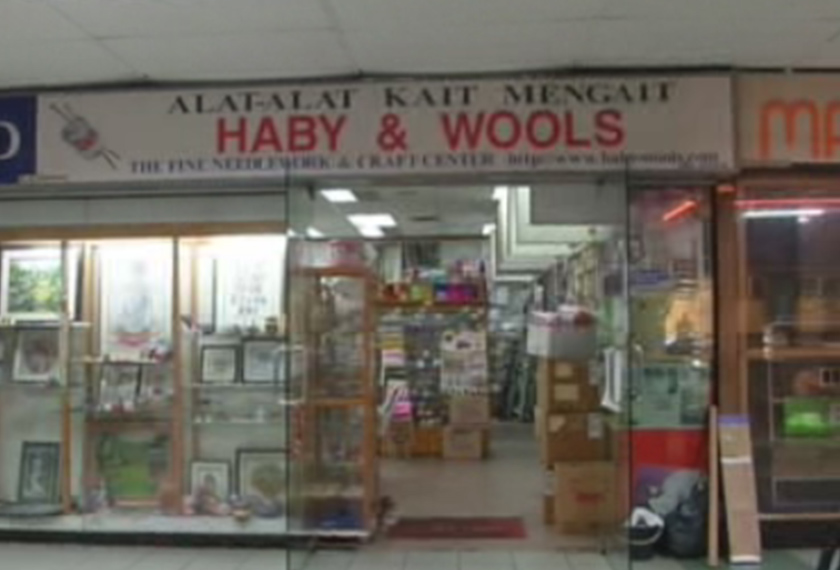 ALAT-ALAT KAIT MENGAIT
HABY & WOOLS
THE FINE NEEDLEWORK & CRAFT CENTER